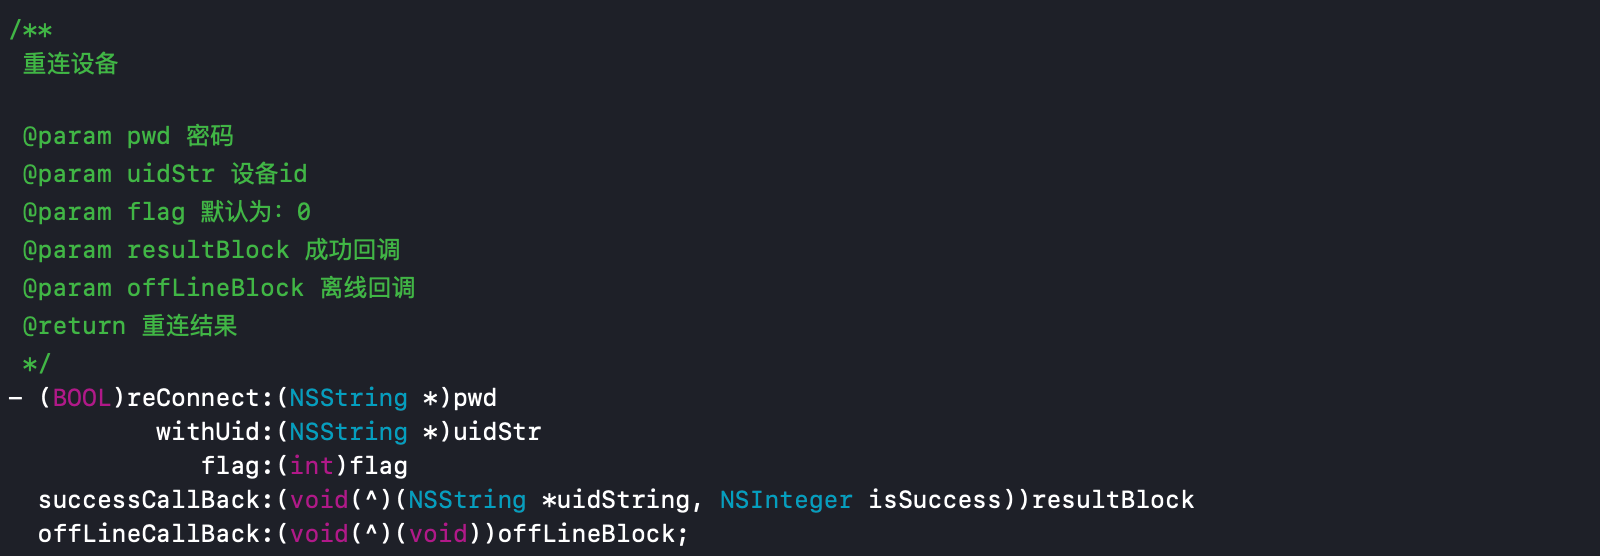 /**
 重连设备
 @param pwd 密码
 @param uidStr 设备id
 @param flag 默认为：0
 @param resultBlock 成功回调
 @param offLineBlock 离线回调
 @return 重连结果
 */
- (BOOL)reConnect:(NSString *)pwd
          withUid:(NSString *)uidStr
             flag:(int)flag
  successCallBack:(void(^)(NSString *uidString, NSInteger isSuccess))resultBlock
  offLineCallBack:(void(^)(void))offLineBlock;